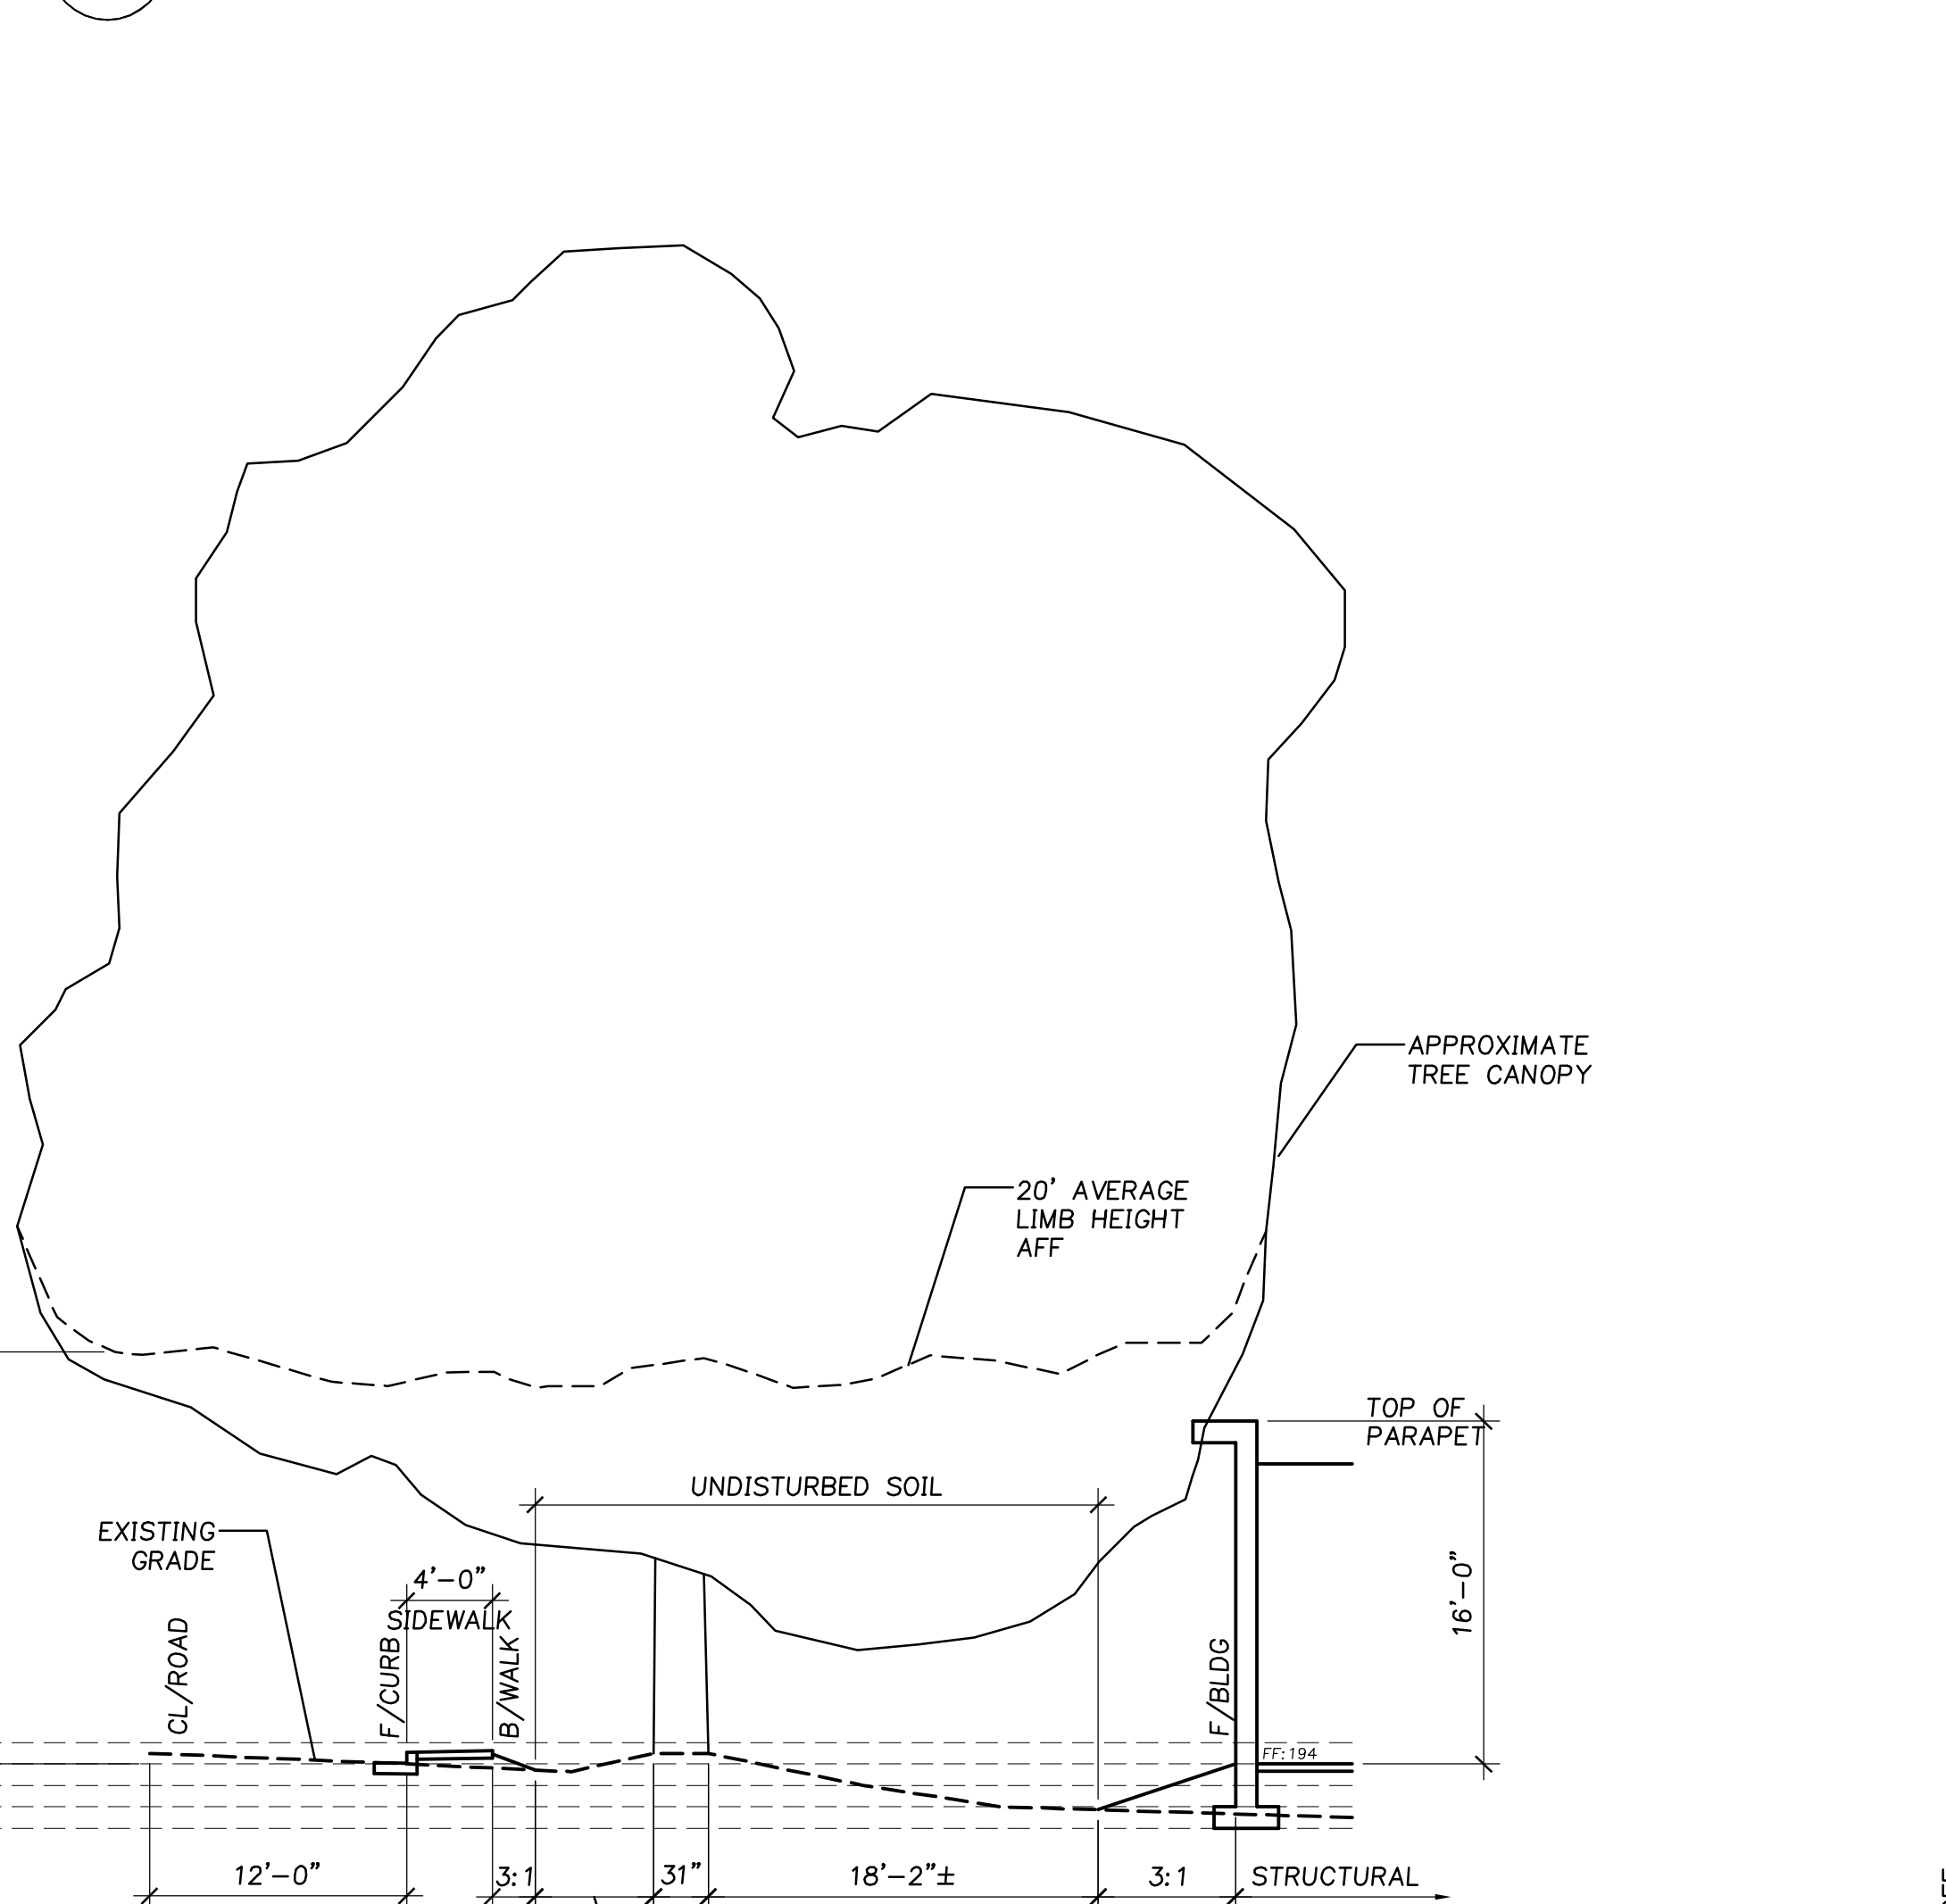 APPROXIMATE
TREE CANOPY
20' AVERAGE
LIMB HEIGHT
AFF
TOP OF
PARAPET
UNDISTURBED SOIL
EXISTING
GRADE
4'-0"
SIDEWALK
CL/ROAD
F/CURB
B/WALK
F/BLDG
16'-0"
FF:194
12'-0"
3:1
31"
18'-2"±
3:1
STRUCTURAL